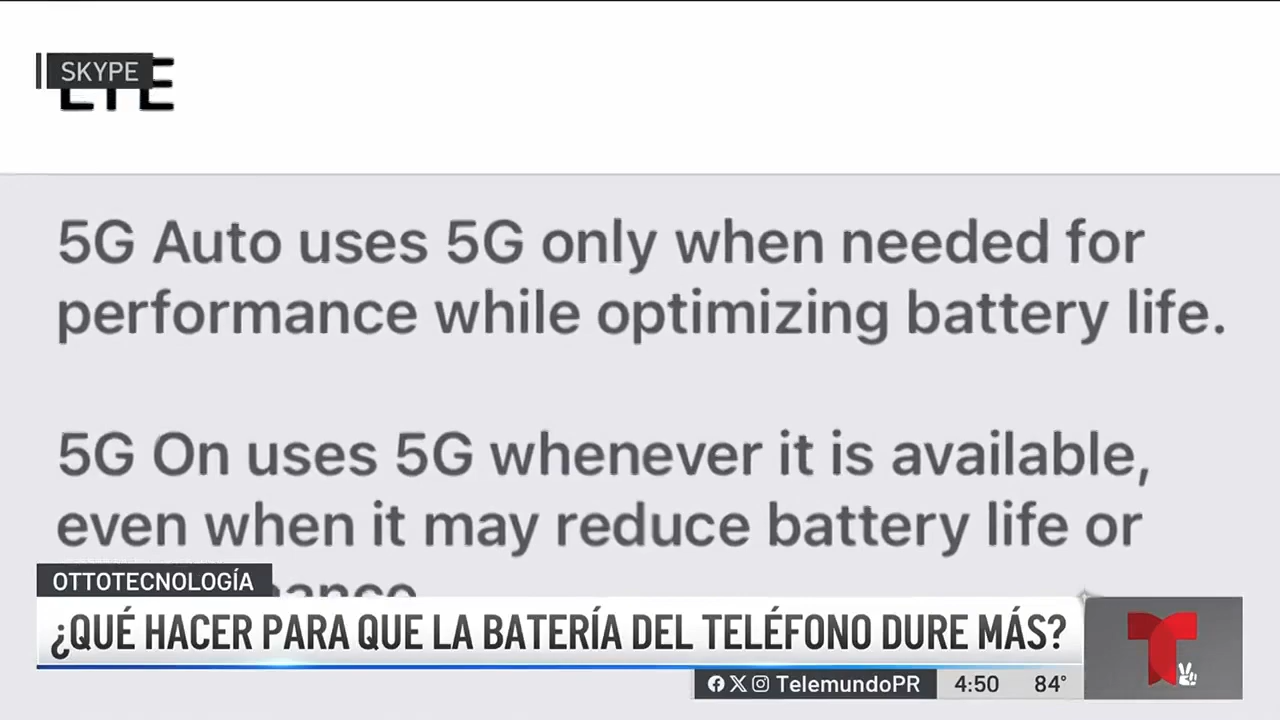 SKYPE
LTE
5G Auto uses 5G only when needed for
performance while optimizing battery life.
5G On uses 5G whenever it is available,
even when it may reduce battery life or
OTTOTECNOLOGÍA
¿QUÉ HACER PARA QUE LA BATERÍA DEL TELÉFONO DURE MÁS?
TelemundoPR 4:50 84°